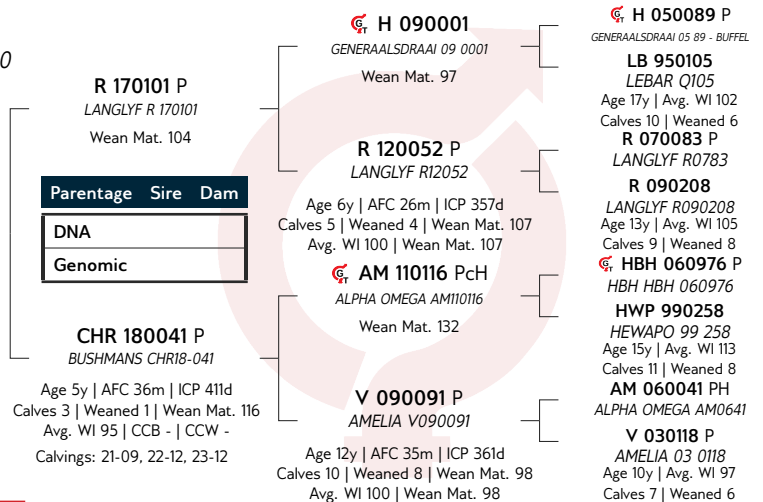 0
R 170101 P
LANGLYF R 170101
Wean Mat. 104
Parentage Sire Dam
DNA
Genomic
CHR 180041 P
BUSHMANS CHR18-041
Age 5y | AFC 36m | ICP 411d
Calves 3 | Weaned 1 | Wean Mat. 116
Avg. WI 95 | CCB - | CCW -
Calvings: 21-09, 22-12, 23-12
GT H 090001
GENERAALSDRAAI 09 0001
Wean Mat. 97
R 120052 P
LANGLYF R12052
Age 6y | AFC 26m | ICP 357d
Calves 5 | Weaned 4 | Wean Mat. 107
Avg. WI 100 | Wean Mat. 107
GT AM 110116 PcH
ALPHA OMEGA AM110116
Wean Mat. 132
V 090091 P
AMELIA V090091
Age 12y | AFC 35m | ICP 361d
Calves 10 | Weaned 8 | Wean Mat. 98
Avg. WI 100 | Wean Mat. 98
GT H 050089 P
GENERAALSDRAAI 05 89 - BUFFEL
LB 950105
LEBAR Q105
Age 17y | Avg. WI 102
Calves 10 | Weaned 6
R 070083 P
LANGLYF R0783
R 090208
LANGLYF R090208
Age 13y | Avg. WI 105
Calves 9 | Weaned 8
GT HBH 060976 P
HBH HBH 060976
HWP 990258
HEWAPO 99 258
Age 15y | Avg. WI 113
Calves 11 | Weaned 8
AM 060041 PH
ALPHA OMEGA AM0641
V 030118 P
AMELIA 03 0118
Age 10y | Avg. WI 97
Calves 7 | Weaned 6